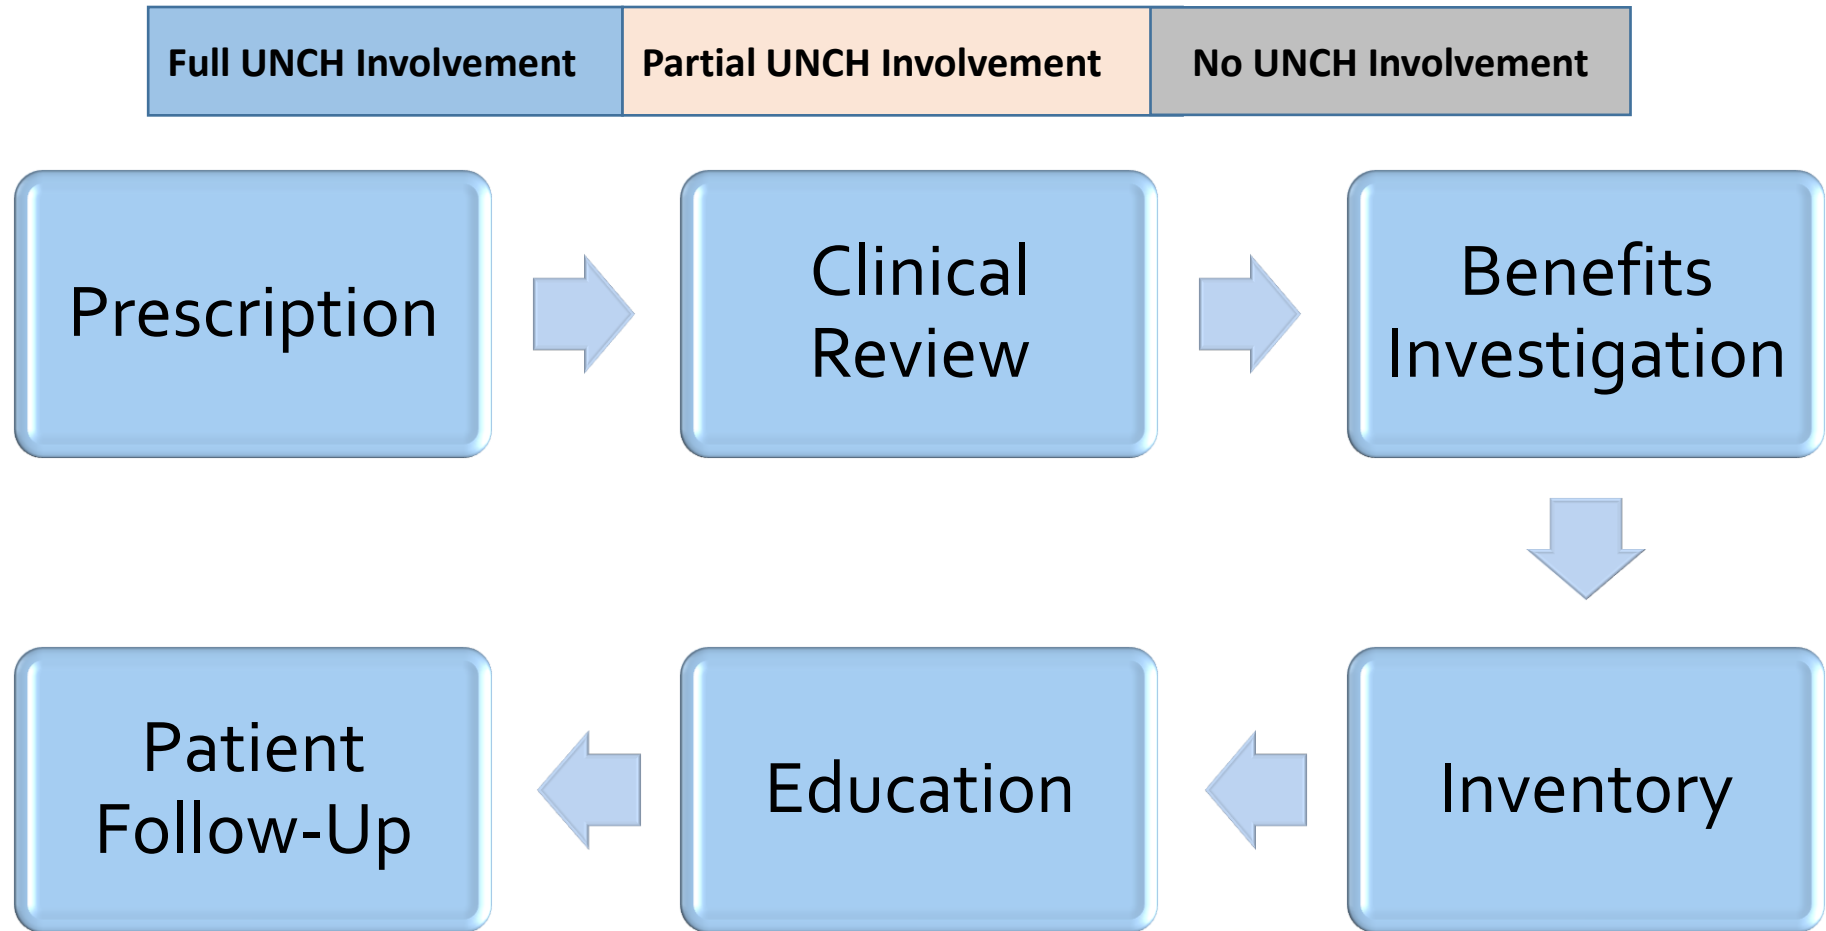 Full UNCH Involvement
Partial UNCH Involvement
No UNCH Involvement
Prescription
Clinical
Review
Benefits
Investigation
Inventory
Education
Patient
Follow-Up